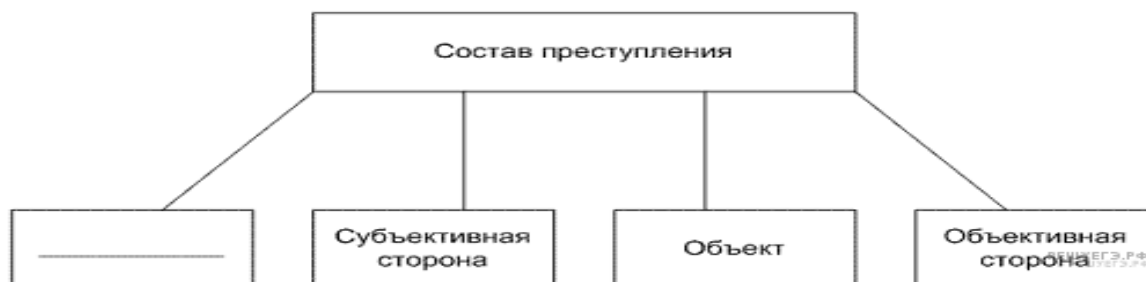 Состав преступления
Субъективная
сторона
Объект
Объективная
сторона